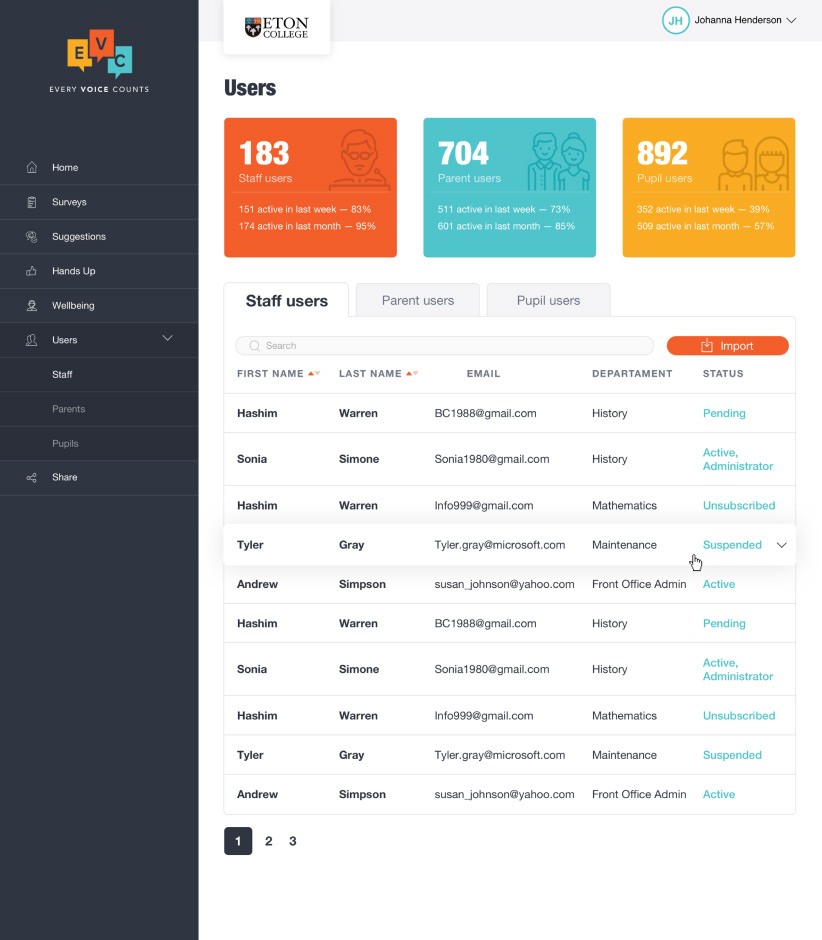 E V C
EVERY VOICE COUNTS
Home
Surveys
Suggestions
Hands Up
Wellbeing
Users
Staff
Parents
Pupils
Share
ETON
COLLEGE
JH Johanna Henderson
Users
183
Staff users
151 active in last week — 83%
174 active in last month — 95%
704
Parent users
511 active in last week — 73%
601 active in last month — 85%
892
Pupil users
352 active in last week — 39%
509 active in last month — 57%
Staff users Parent users Pupil users
Search Import
FIRST NAME LAST NAME EMAIL DEPARTAMENT STATUS
Hashim Warren BC1988@gmail.com History Pending
Sonia Simone Sonia1980@gmail.com History Active,
Administrator
Hashim Warren Info999@gmail.com Mathematics Unsubscribed
Tyler Gray Tyler.gray@microsoft.com Maintenance Suspended
Andrew Simpson susan_johnson@yahoo.com Front Office Admin Active
Hashim Warren BC1988@gmail.com History Pending
Sonia Simone Sonia1980@gmail.com History Active,
Administrator
Hashim Warren Info999@gmail.com Mathematics Unsubscribed
Tyler Gray Tyler.gray@microsoft.com Maintenance Suspended
Andrew Simpson susan_johnson@yahoo.com Front Office Admin Active
1 2 3